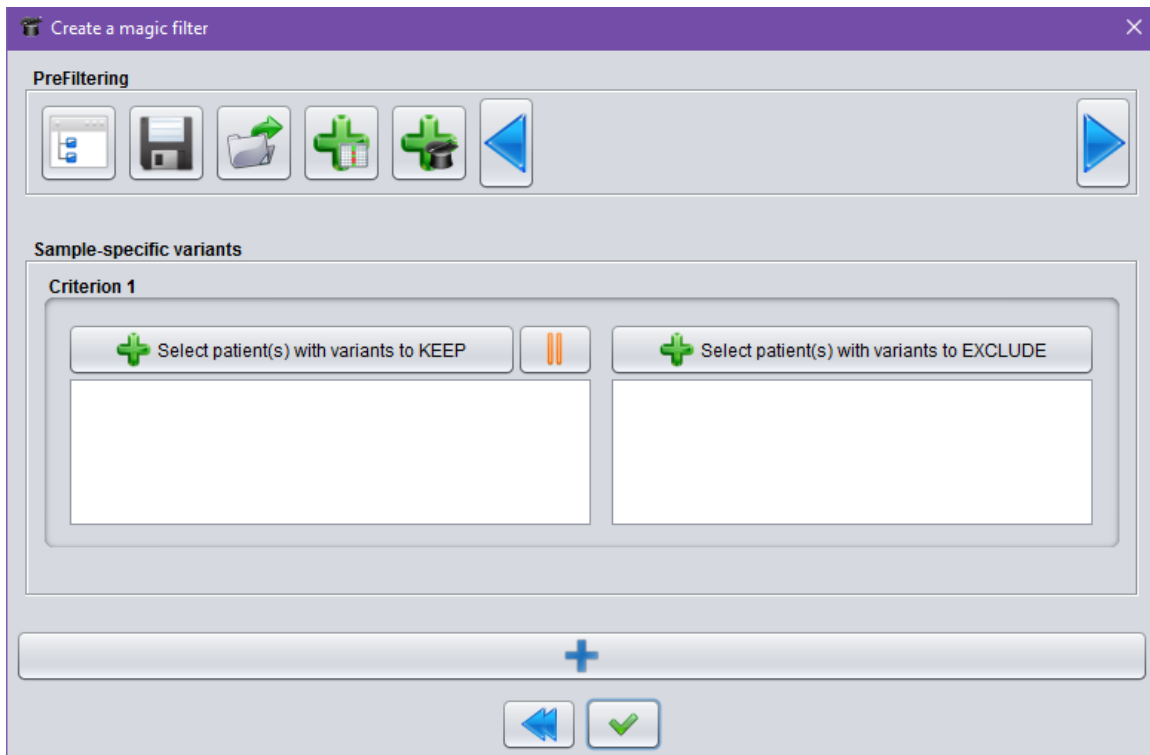 Create a magic filter
PreFiltering
Sample-specific variants
Criterion 1
Select patient(s) with variants to KEEP
Select patient(s) with variants to EXCLUDE